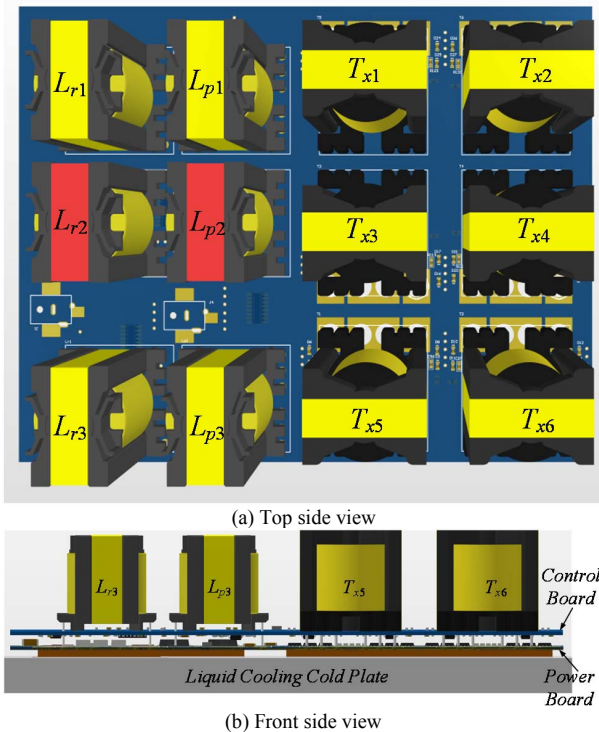 Lr1 Lp1 Tx1 Tx2
Lr2 Lp2 Tx3 Tx4
Lr3 Lp3 Tx5 Tx6
(a) Top side view
Lr3 Lp3 Tx5 Tx6
Control
Board
Liquid Cooling Cold Plate
Power
Board
(b) Front side view